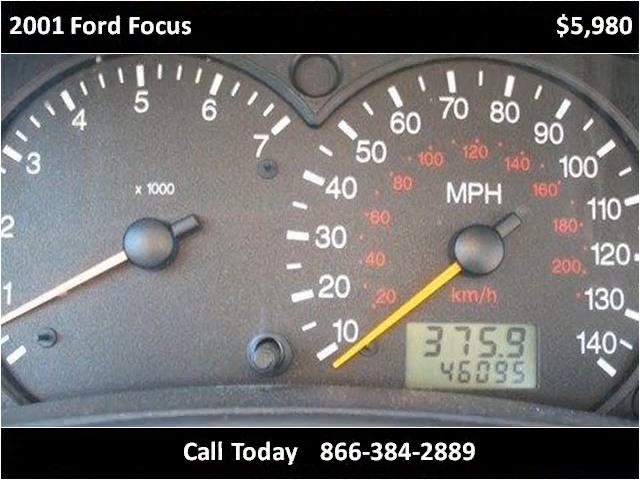 2001 Ford Focus $5,980
1 2 3 4 5 6 7
x 1000
10 20 30 40 50 60 70 80 90 100 110 120 130 140
MPH
20 40 60 80 100 120 140 160 180 200
km/h
375.9
46095
Call Today 866-384-2889